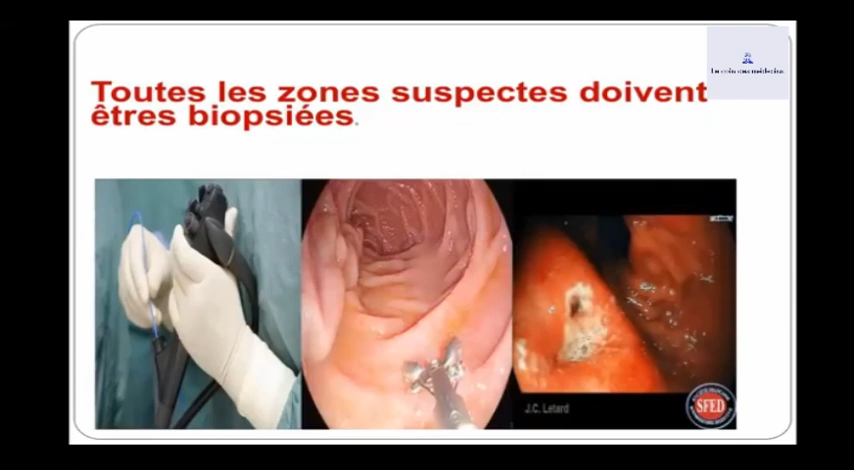 Toutes les zones suspectes doivent
êtres biopsiées.
J.C. Letard
SFED